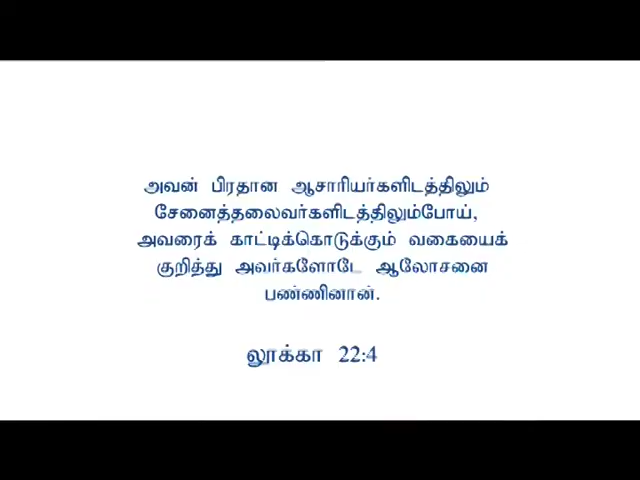 அவன் பிரதான ஆசாரியர்களிடத்திலும்
சேனைத்தலைவர்களிடத்திலும்போய்,
அவரைக் காட்டிக்கொடுக்கும் வகையைக்
குறித்து அவர்களோடே ஆலோசனை
பண்ணினான்.
லூக்கா 22:4